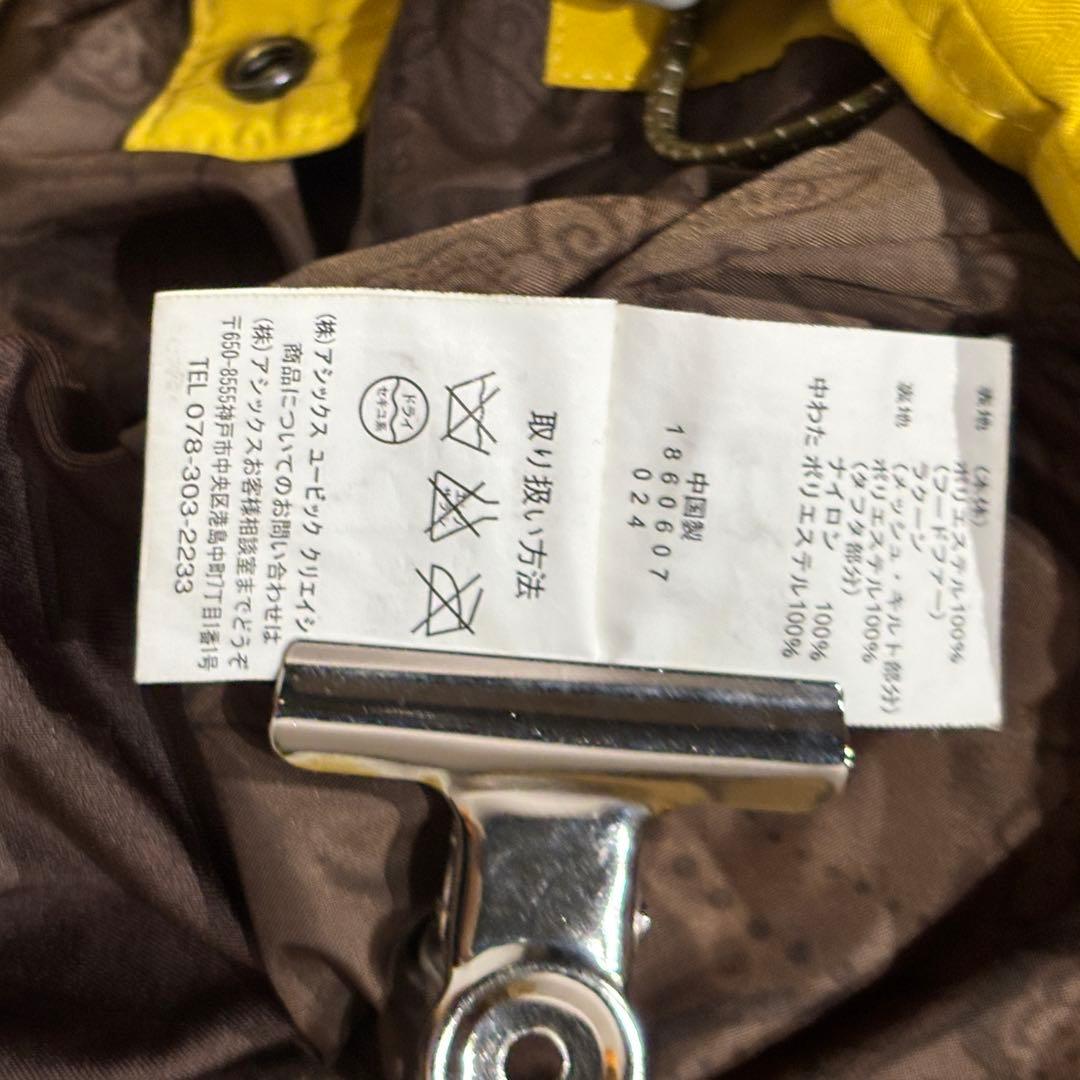 表地 (本体)
ポリエステル100%
(フードファー)
ラクーン
裏地 (メッシュ・キルト部分)
ポリエステル100%
(タフタ部分)
ナイロン 100%
中わた ポリエステル100%
中国製
1860607
024
取り扱い方法
ドライ
セキユ系
(株)アシックス ユービック クリエイシ
商品についてのお問い合わせは
(株)アシックスお客様相談室までどうぞ
〒650-8555神戸市中央区港島中町7丁目1番1号
TEL 078-303-2233